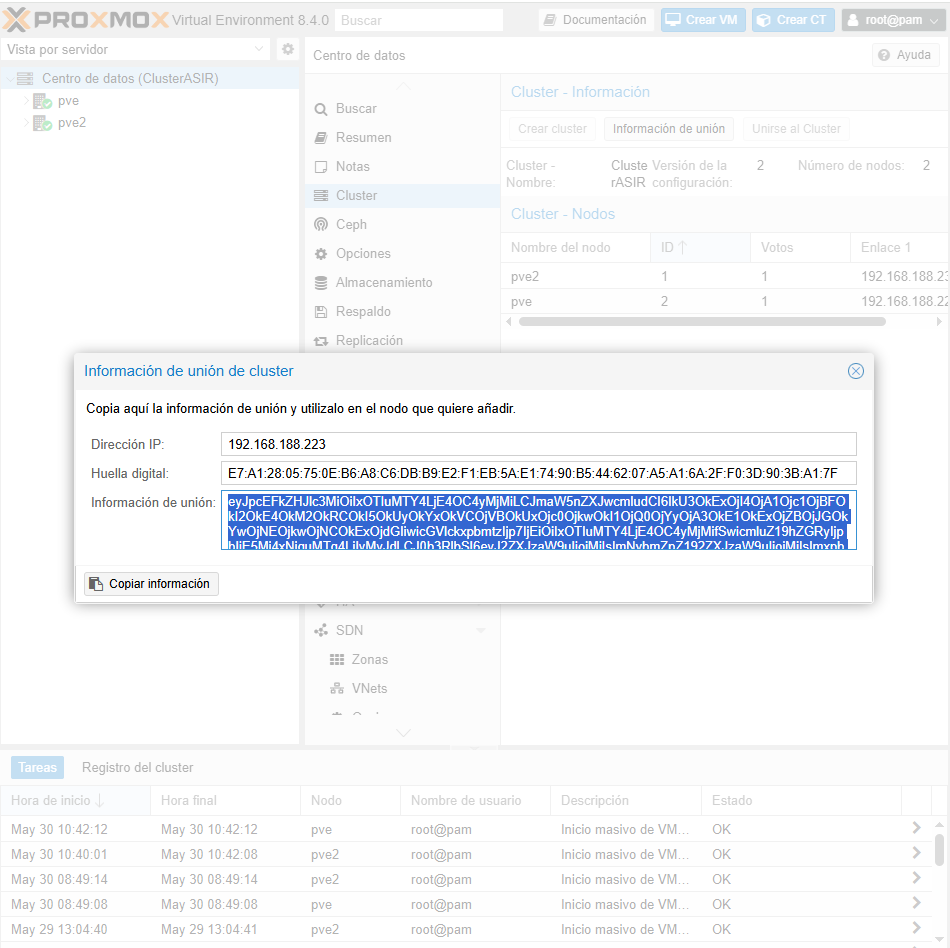 PROXMOX Virtual Environment 8.4.0 Buscar Documentación Crear VM Crear CT root@pam
Vista por servidor
Centro de datos (ClusterASIR)
pve
pve2
Centro de datos Ayuda
Buscar
Resumen
Notas
Cluster
Ceph
Opciones
Almacenamiento
Respaldo
Replicación
Cluster - Información
Crear cluster Información de unión Unirse al Cluster
Cluster - Cluste Versión de la 2 Número de nodos: 2
Nombre: rASIR configuración:
Cluster - Nodos
Nombre del nodo ID Votos Enlace 1
pve2 1 1 192.168.188.23
pve 2 1 192.168.188.22
Información de unión de cluster
Copia aquí la información de unión y utilizalo en el nodo que quiere añadir.
Dirección IP: 192.168.188.223
Huella digital: E7:A1:28:05:75:0E:B6:A8:C6:DB:B9:E2:F1:EB:5A:E1:74:90:B5:44:62:07:A5:A1:6A:2F:F0:3D:90:3B:A1:7F
Información de unión:
Copiar información
SDN
Zonas
VNets
Tareas Registro del cluster
Hora de inicio Hora final Nodo Nombre de usuario Descripción Estado
May 30 10:42:12 May 30 10:42:12 pve root@pam Inicio masivo de VM... OK
May 30 10:40:01 May 30 10:42:08 pve2 root@pam Inicio masivo de VM... OK
May 30 08:49:14 May 30 08:49:14 pve2 root@pam Inicio masivo de VM... OK
May 30 08:49:08 May 30 08:49:08 pve root@pam Inicio masivo de VM... OK
May 29 13:04:40 May 29 13:04:41 pve2 root@pam Inicio masivo de VM... OK